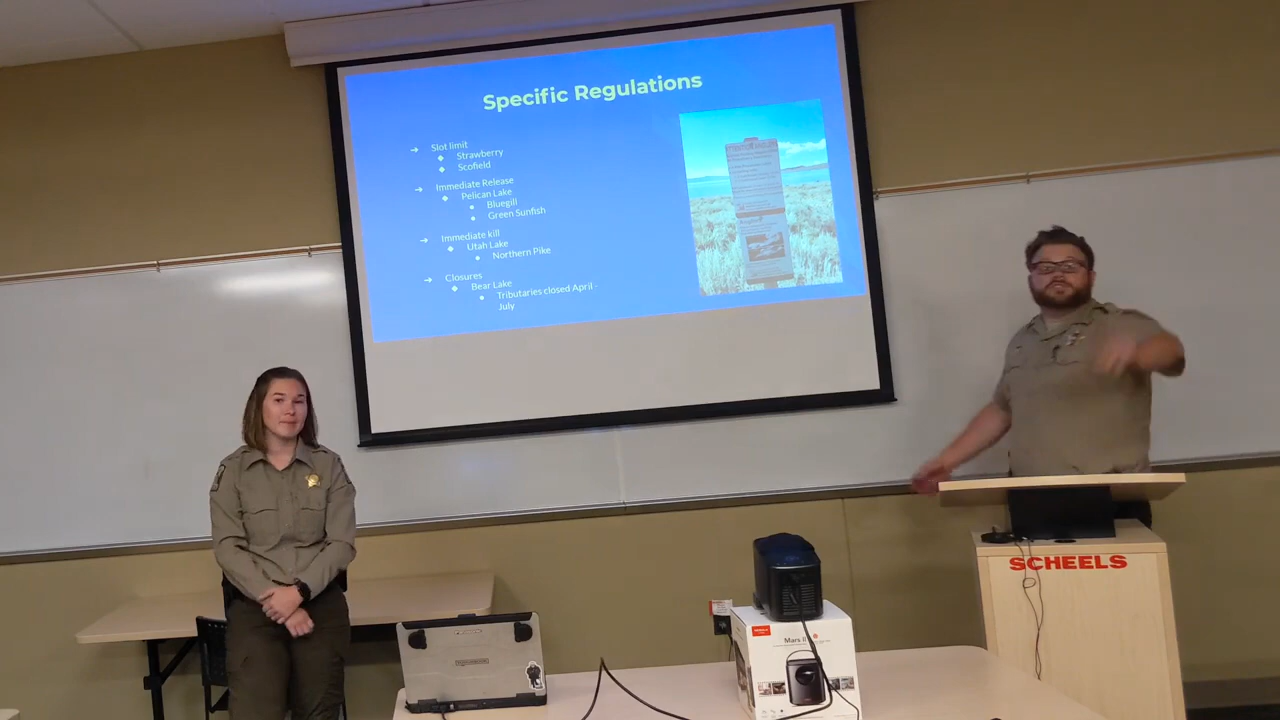 Specific Regulations
➔ Slot limit
◆ Strawberry
◆ Scofield
➔ Immediate Release
◆ Pelican Lake
● Bluegill
● Green Sunfish
➔ Immediate kill
◆ Utah Lake
● Northern Pike
➔ Closures
◆ Bear Lake
● Tributaries closed April -
July
SCHEELS
Mars II